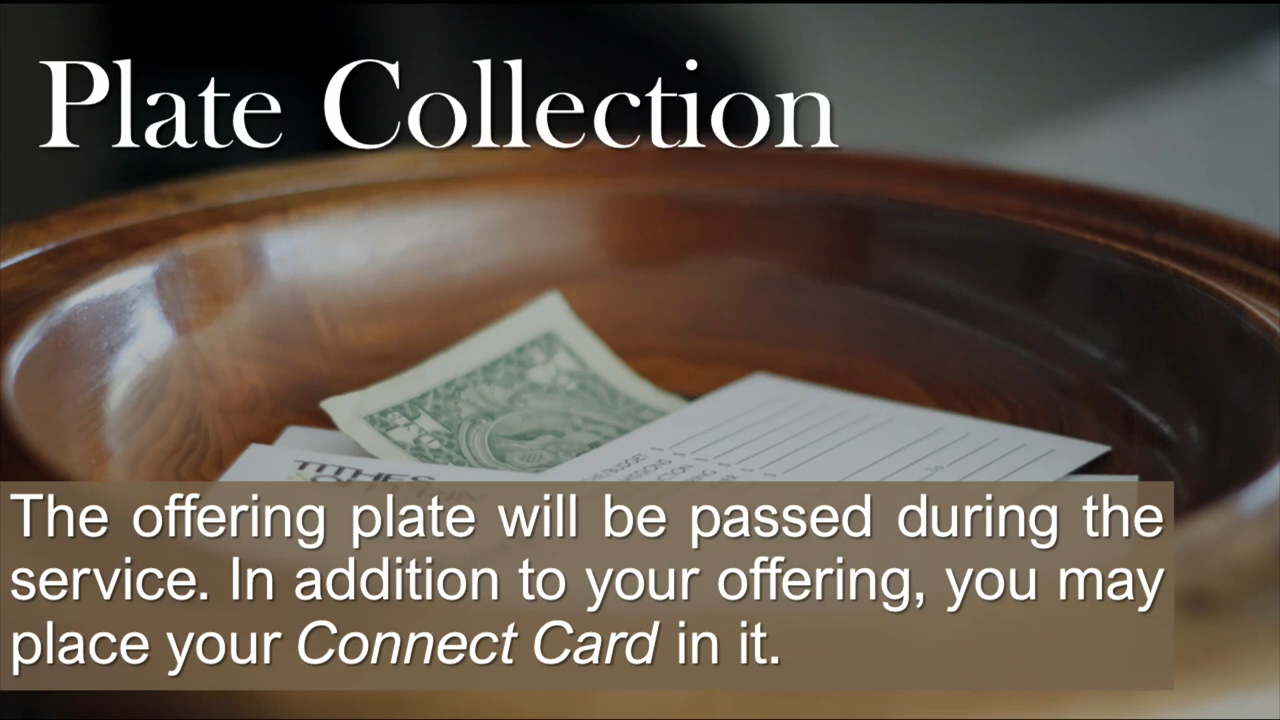 Plate Collection
TITHES
The offering plate will be passed during the
service. In addition to your offering, you may
place your Connect Card in it.